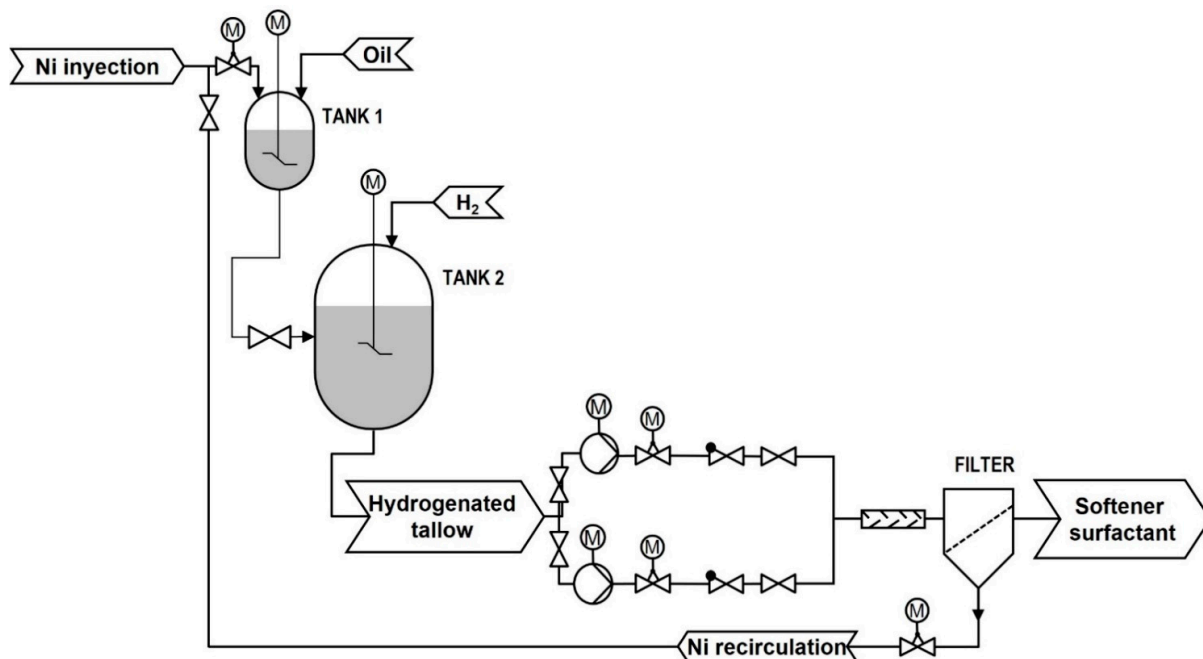 M
M
Ni inyection
Oil
TANK 1
M
H₂
TANK 2
M
M
Hydrogenated
tallow
FILTER
Softener
surfactant
M
M
M
Ni recirculation